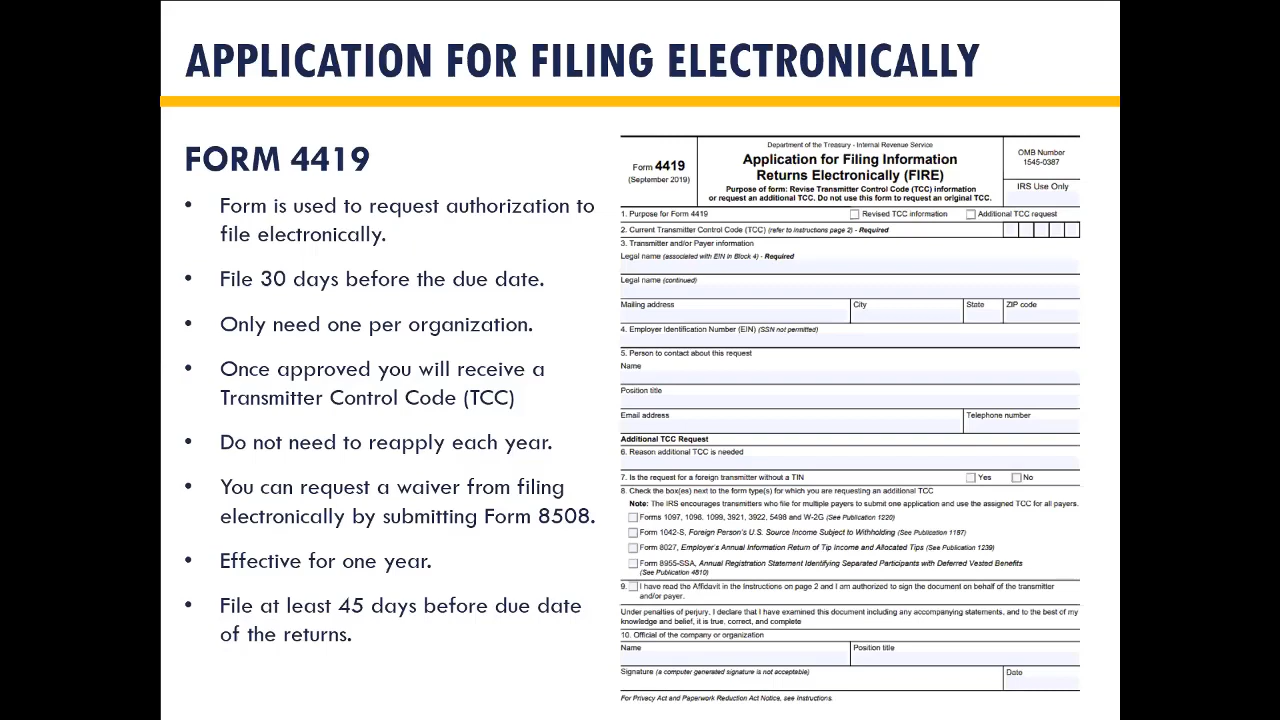 APPLICATION FOR FILING ELECTRONICALLY
FORM 4419
• Form is used to request authorization to
file electronically.
• File 30 days before the due date.
• Only need one per organization.
• Once approved you will receive a
Transmitter Control Code (TCC)
• Do not need to reapply each year.
• You can request a waiver from filing
electronically by submitting Form 8508.
• Effective for one year.
• File at least 45 days before due date
of the returns.
Form 4419
(September 2019)
Department of the Treasury - Internal Revenue Service
Application for Filing Information
Returns Electronically (FIRE)
Purpose of form: Revise Transmitter Control Code (TCC) information
or request an additional TCC. Do not use this form to request an original TCC.
OMB Number
1545-0387
IRS Use Only
1. Purpose for Form 4419 Revised TCC information Additional TCC request
2. Current Transmitter Control Code (TCC) (refer to instructions page 2) - Required
3. Transmitter and/or Payer information
Legal name (associated with EIN in Block 4) - Required
Legal name (continued)
Mailing address City State ZIP code
4. Employer Identification Number (EIN) (SSN not permitted)
5. Person to contact about this request
Name
Position title
Email address Telephone number
Additional TCC Request
6. Reason additional TCC is needed
7. Is the request for a foreign transmitter without a TIN Yes No
8. Check the box(es) next to the form type(s) for which you are requesting an additional TCC
Note: The IRS encourages transmitters who file for multiple payers to submit one application and use the assigned TCC for all payers.
Forms 1097, 1098, 1099, 3921, 3922, 5498 and W-2G (See Publication 1220)
Form 1042-S, Foreign Person's U.S. Source Income Subject to Withholding (See Publication 1187)
Form 8027, Employer's Annual Information Return of Tip Income and Allocated Tips (See Publication 1239)
Form 8955-SSA, Annual Registration Statement Identifying Separated Participants with Deferred Vested Benefits
(See Publication 4810)
9. I have read the Affidavit in the Instructions on page 2 and I am authorized to sign the document on behalf of the transmitter
and/or payer.
Under penalties of perjury, I declare that I have examined this document including any accompanying statements, and to the best of my
knowledge and belief, it is true, correct, and complete
10. Official of the company or organization
Name Position title
Signature (a computer generated signature is not acceptable) Date
For Privacy Act and Paperwork Reduction Act Notice, see Instructions.